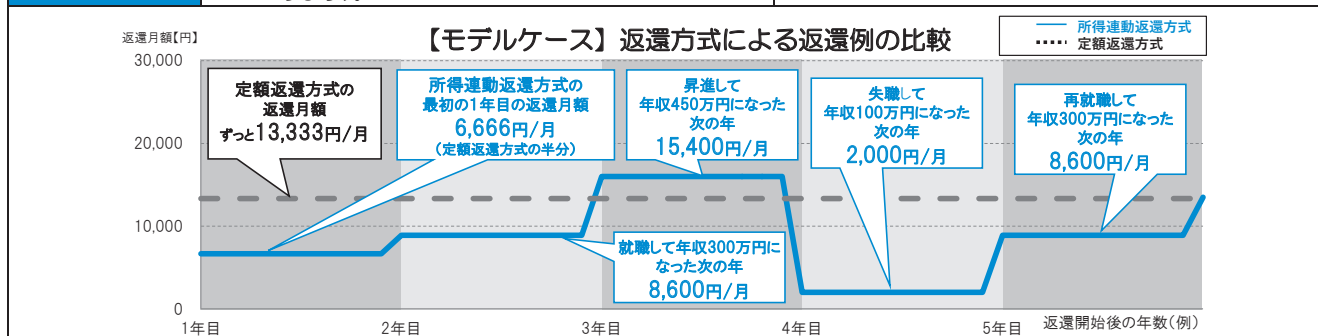 返還月額【円】
【モデルケース】返還方式による返還例の比較
所得連動返還方式
定額返還方式
30,000
20,000
10,000
0
定額返還方式の
返還月額
ずっと13,333円/月
所得連動返還方式の
最初の1年目の返還月額
6,666円/月
(定額返還方式の半分)
就職して年収300万円に
なった次の年
8,600円/月
昇進して
年収450万円になった
次の年
15,400円/月
失職して
年収100万円になった
次の年
2,000円/月
再就職して
年収300万円になった
次の年
8,600円/月
1年目
2年目
3年目
4年目
5年目
返還開始後の年数(例)